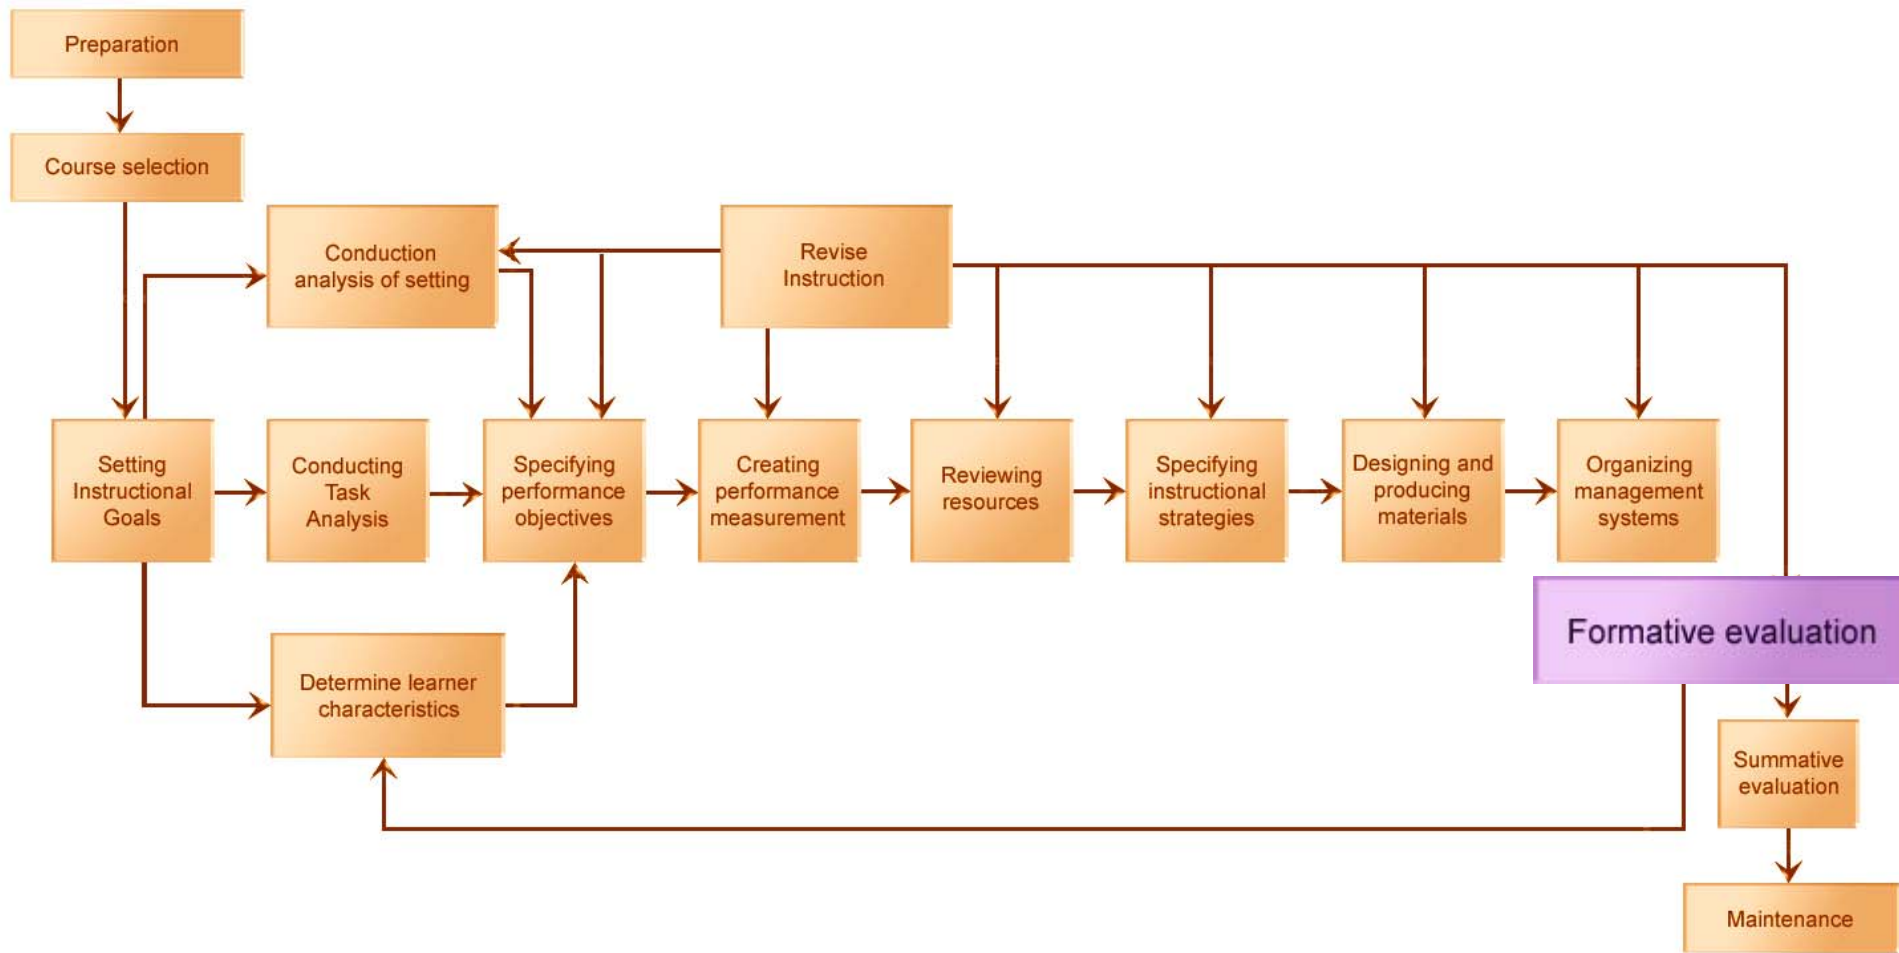 Preparation
Course selection
Conduction
analysis of setting
Revise
Instruction
Setting
Instructional
Goals
Conducting
Task
Analysis
Specifying
performance
objectives
Creating
performance
measurement
Reviewing
resources
Specifying
instructional
strategies
Designing and
producing
materials
Organizing
management
systems
Formative evaluation
Determine learner
characteristics
Summative
evaluation
Maintenance